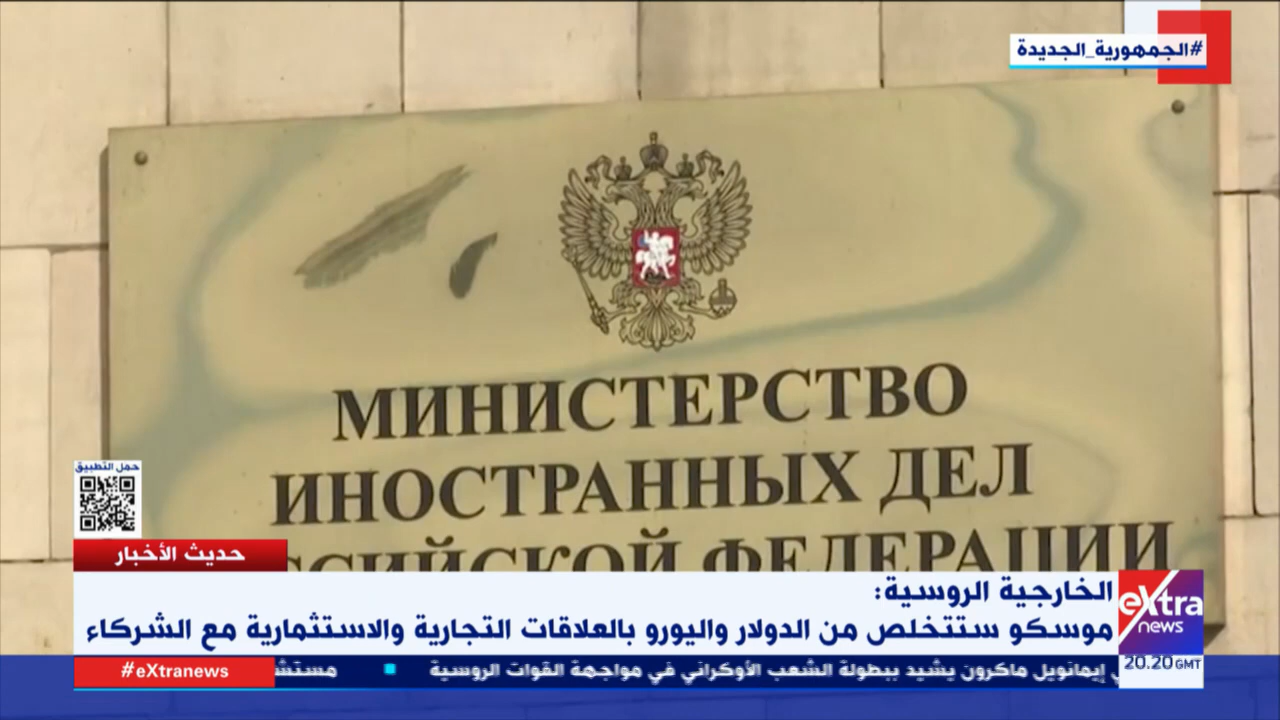 #الجمهورية_الجديدة
МИНИСТЕРСТВО
ИНОСТРАННЫХ ДЕЛ
ФЕДЕРАЦИИ
حمل التطبيق
حديث الأخبار
الخارجية الروسية:
موسكو ستتخلص من الدولار واليورو بالعلاقات التجارية والاستثمارية مع الشركاء
eXtra
news
20.20 GMT
إيمانويل ماكرون يشيد ببطولة الشعب الأوكراني في مواجهة القوات الروسية
#eXtranews